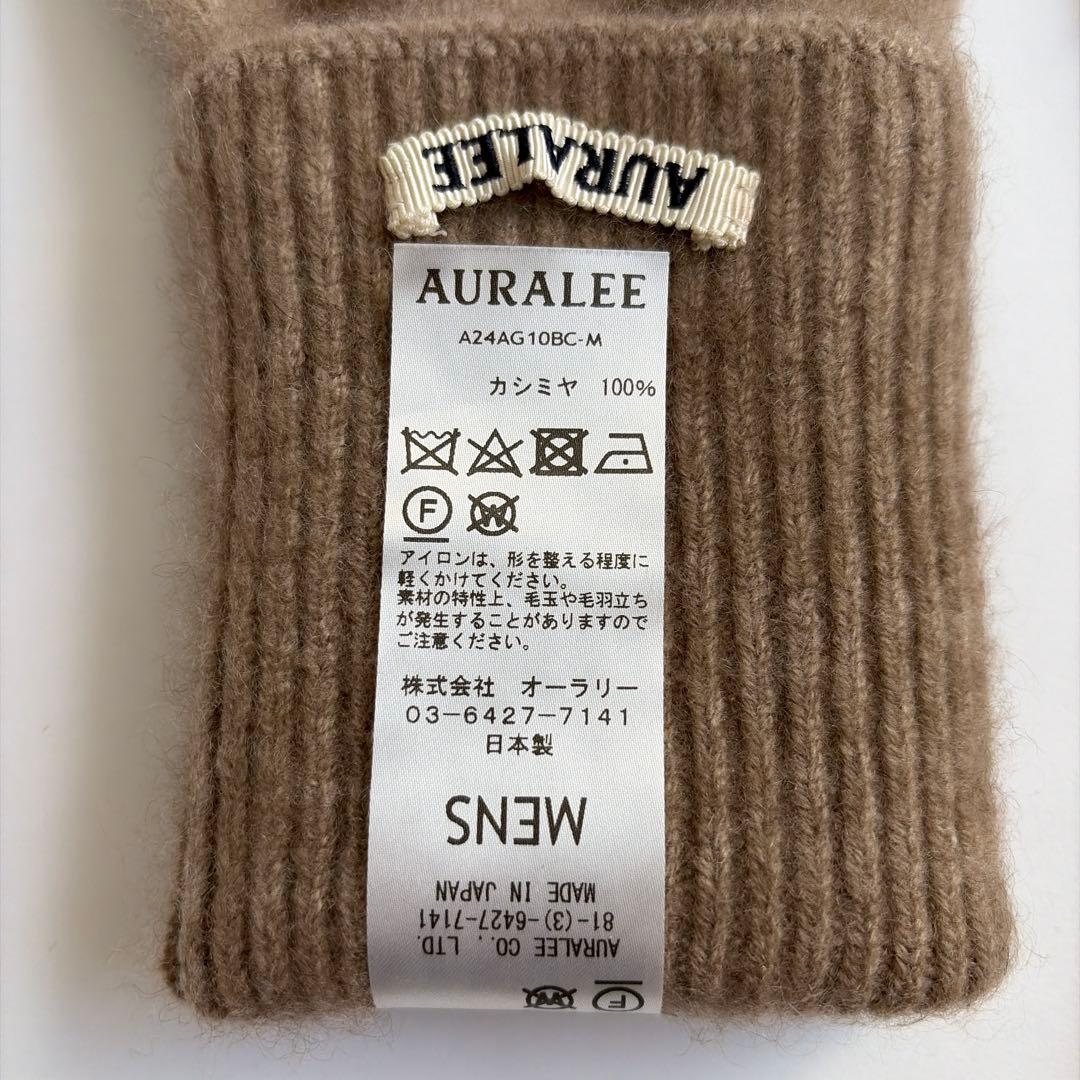 AURALEE
AURALEE
A24AG10BC-M
カシミヤ 100%
F
W
アイロンは、形を整える程度に
軽くかけてください。
素材の特性上、毛玉や毛羽立ち
が発生することがありますので
ご注意ください。
株式会社 オーラリー
03-6427-7141
日本製
MENS
MADE IN JAPAN
81-(3)-6427-7141
AURALEE CO., LTD.
W
F